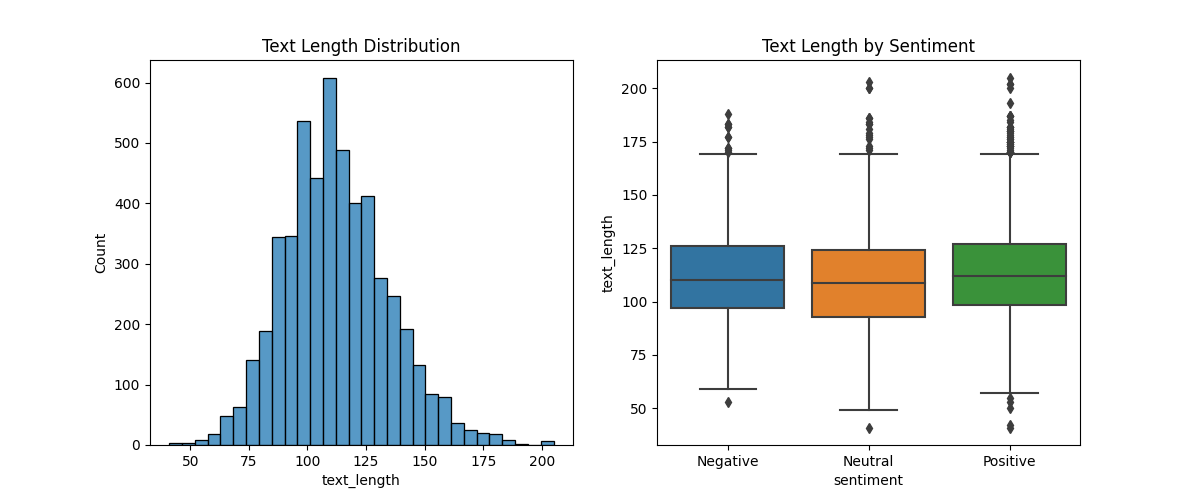 Text Length Distribution
600
500
400
300
200
100
0
Count
50
75
100
125
150
175
200
text_length
Text Length by Sentiment
200
175
150
125
100
75
50
text_length
Negative
Neutral
Positive
sentiment